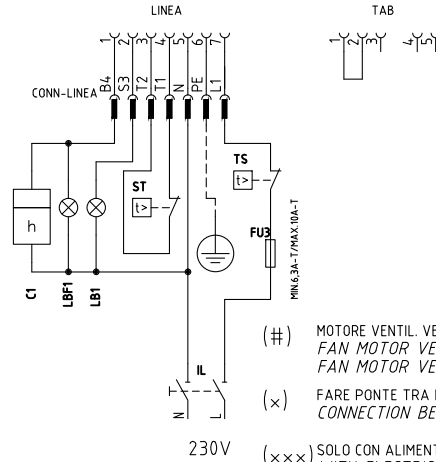 LINEA
TAB
1 2 3 4 5 6 7
1 2 3 4 5
CONN-LINEA
B4 S3 T2 T1 N PE L1
TS
t>
ST
t>
h
FU3
MIN.6,3A-T/MAX.10A-T
C1
LBF1
LB1
IL
N L
230V
(#) MOTORE VENTIL. VE
FAN MOTOR VE
FAN MOTOR VE
(x) FARE PONTE TRA
CONNECTION BE
(xxx) SOLO CON ALIMENT